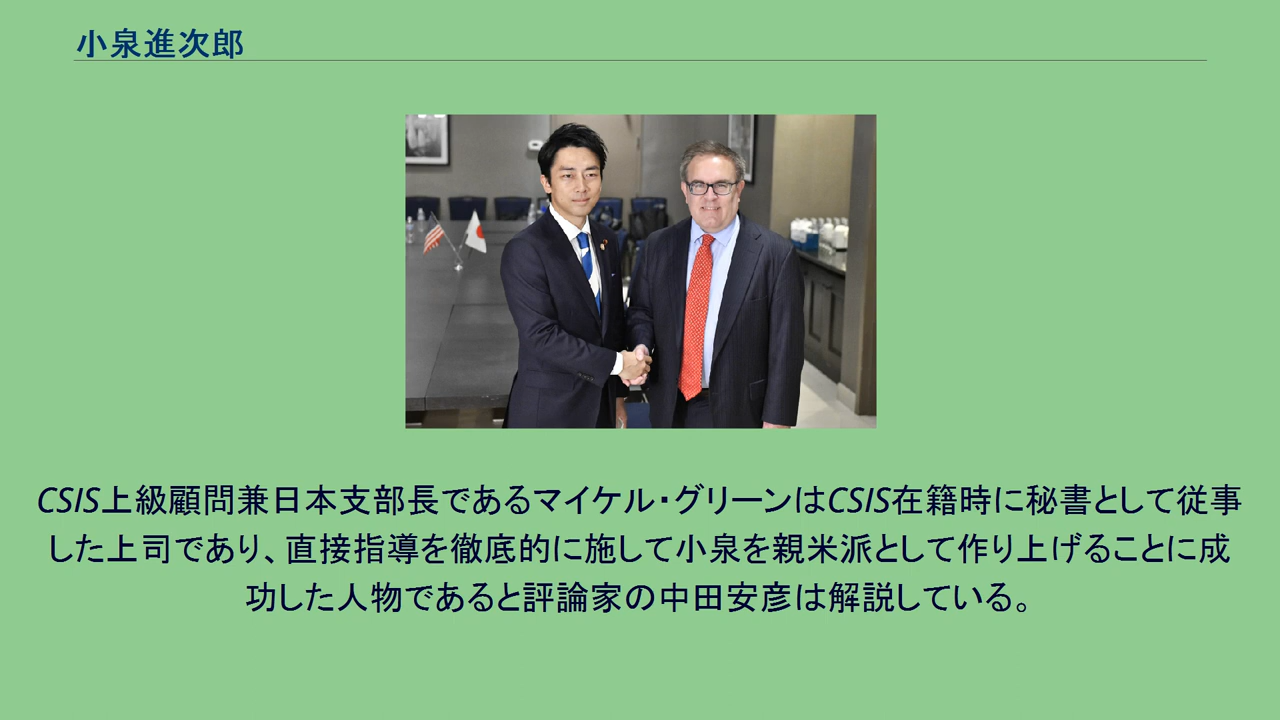 小泉進次郎
CSIS上級顧問兼日本支部長であるマイケル・グリーンはCSIS在籍時に秘書として従事
した上司であり、直接指導を徹底的に施して小泉を親米派として作り上げることに成
功した人物であると評論家の中田安彦は解説している。